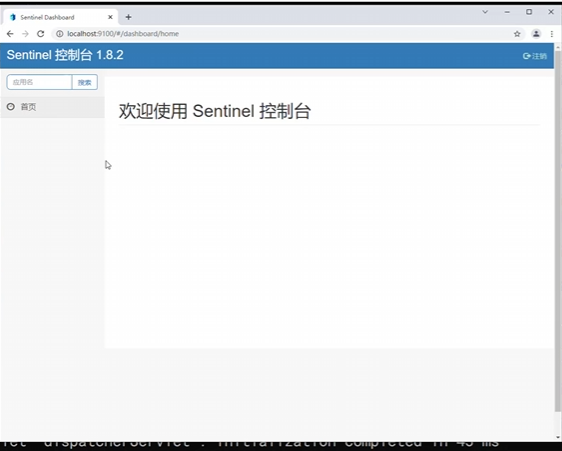 Sentinel Dashboard
localhost:9100/#/dashboard/home
Sentinel 控制台 1.8.2
注销
应用名
搜索
首页
欢迎使用 Sentinel 控制台
let 'dispatcherServlet'. Initialization completed in 45 ms